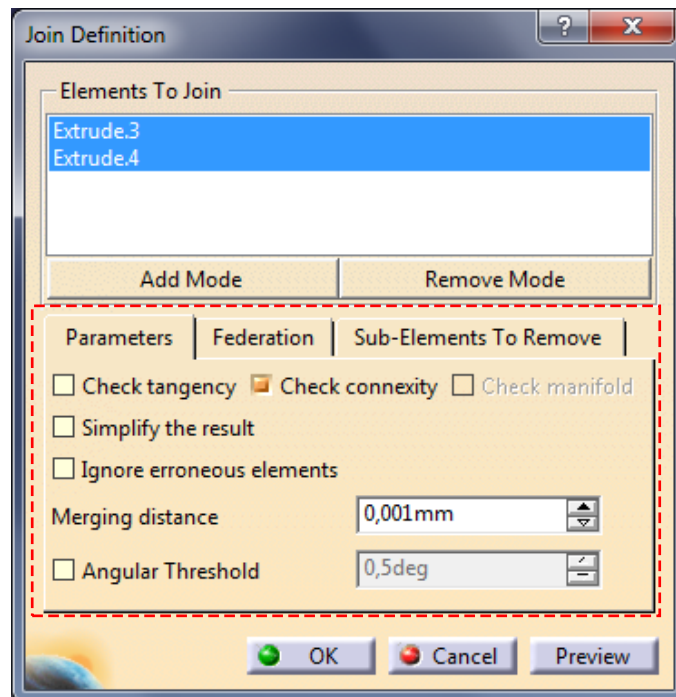 Join Definition
?
X
Elements To Join
Extrude.3
Extrude.4
Add Mode
Remove Mode
Parameters
Federation
Sub-Elements To Remove
Check tangency
Check connexity
Check manifold
Simplify the result
Ignore erroneous elements
Merging distance
0,001mm
Angular Threshold
0,5deg
OK
Cancel
Preview